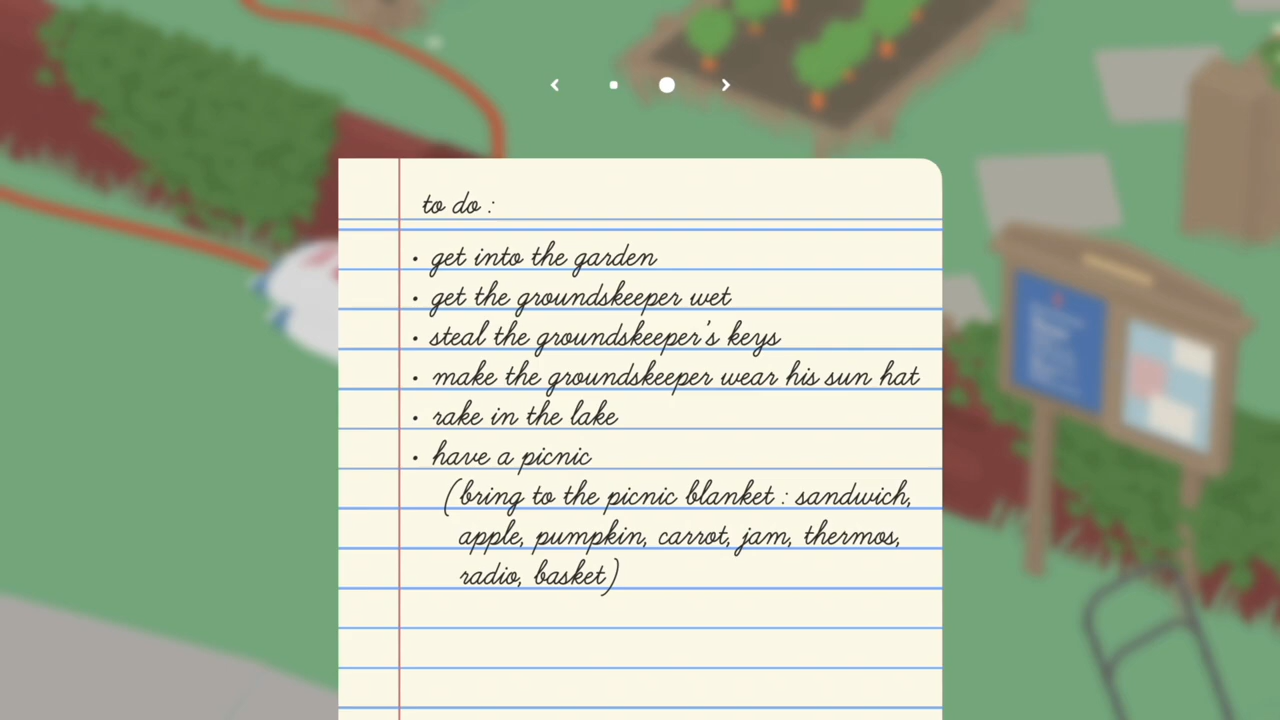 to do :
• get into the garden
• get the groundskeeper wet
• steal the groundskeeper's keys
• make the groundskeeper wear his sun hat
• rake in the lake
• have a picnic
(bring to the picnic blanket : sandwich,
apple, pumpkin, carrot, jam, thermos,
radio, basket)